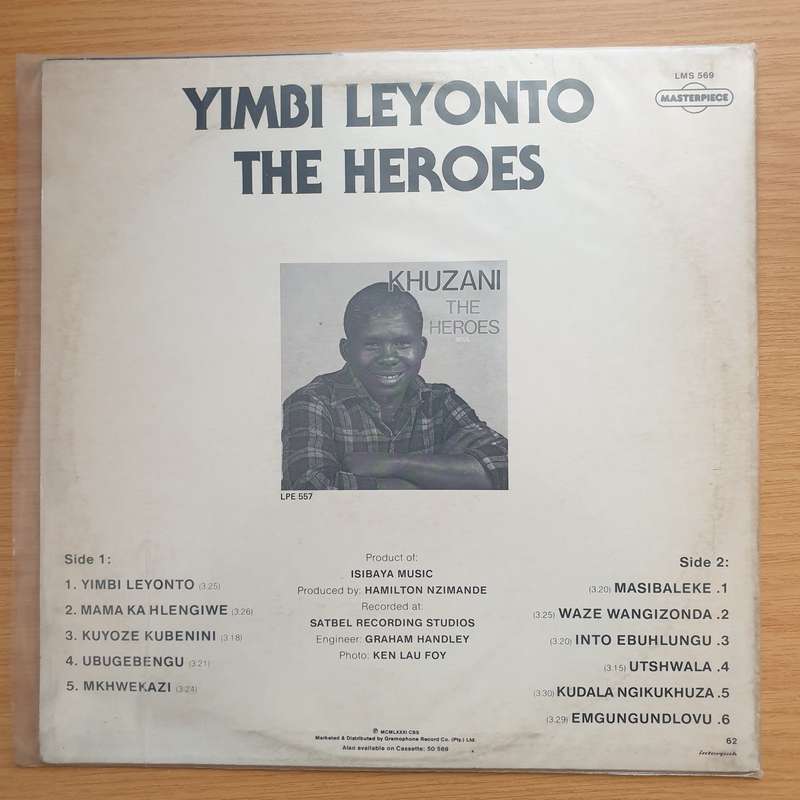 LMS 569
MASTERPIECE
YIMBI LEYONTO
THE HEROES
KHUZANI
THE
HEROES
LPE 557
Side 1:
1. YIMBI LEYONTO (3.25)
2. MAMA KA HLENGIWE (3.26)
3. KUYOZE KUBENINI (3.18)
4. UBUGEBENGU (3.21)
5. MKHWEKAZI (3:24)
Product of:
ISIBAYA MUSIC
Produced by: HAMILTON NZIMANDE
Recorded at:
SATBEL RECORDING STUDIOS
Engineer: GRAHAM HANDLEY
Photo: KEN LAU FOY
Side 2:
(3.20) MASIBALEKE .1
(3.25) WAZE WANGIZONDA .2
(3.20) INTO EBUHLUNGU .3
(3.15) UTSHWALA .4
(3.30) KUDALA NGIKUKHUZA .5
(3.29) EMGUNGUNDLOVU .6
℗ MCMLXXXI CBS
Marketed & Distributed by Gramophone Record Co. (Pty.) Ltd.
Also available on Cassette: 50 569
62